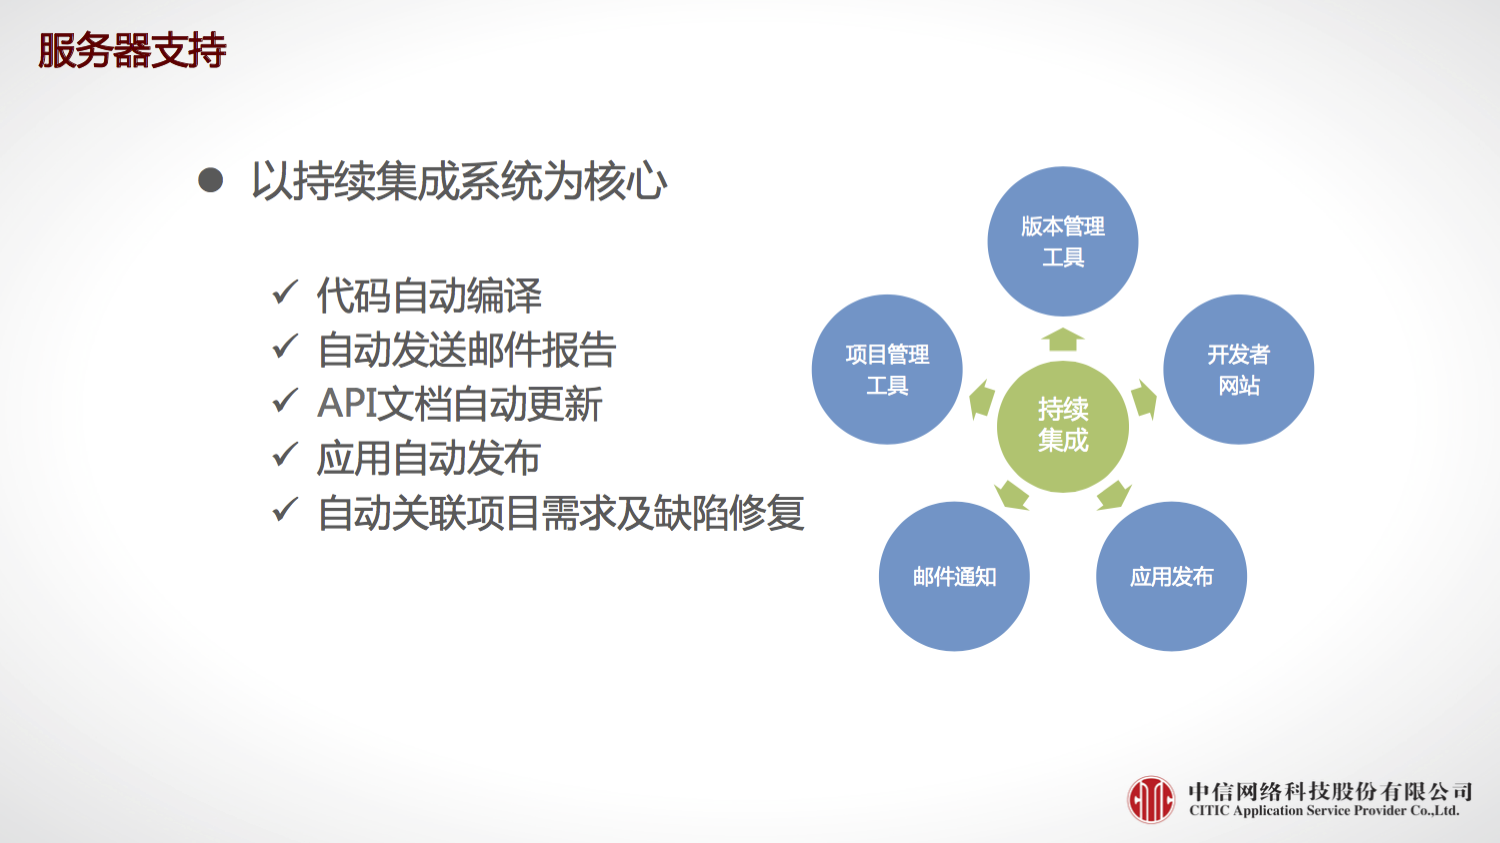 服务器支持
以持续集成系统为核心
代码自动编译
自动发送邮件报告
API文档自动更新
应用自动发布
自动关联项目需求及缺陷修复
版本管理
工具
项目管理
工具
开发者
网站
持续
集成
邮件通知
应用发布
CITIC
中信网络科技股份有限公司
CITIC Application Service Provider Co.,Ltd.